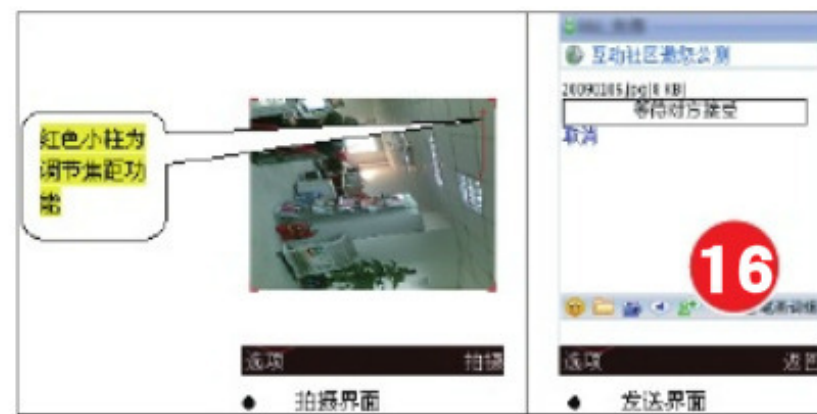 红色小柱为
调节焦距功
能
选项 拍摄
拍摄界面
互动社区邀您公测
20090205.jpg(8 KB)
等待对方接受
取消
16
选项 返回
发送界面